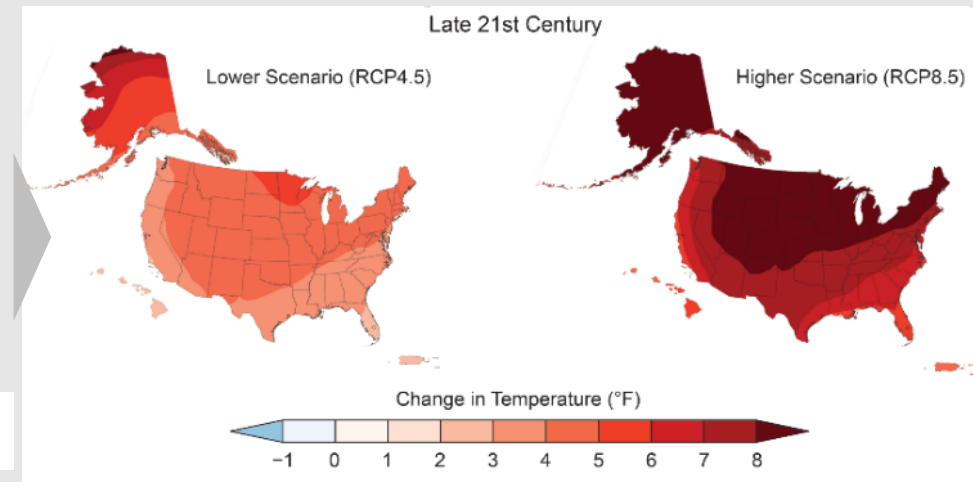 Late 21st Century
Lower Scenario (RCP4.5)
Higher Scenario (RCP8.5)
Change in Temperature (°F)
−1 0 1 2 3 4 5 6 7 8